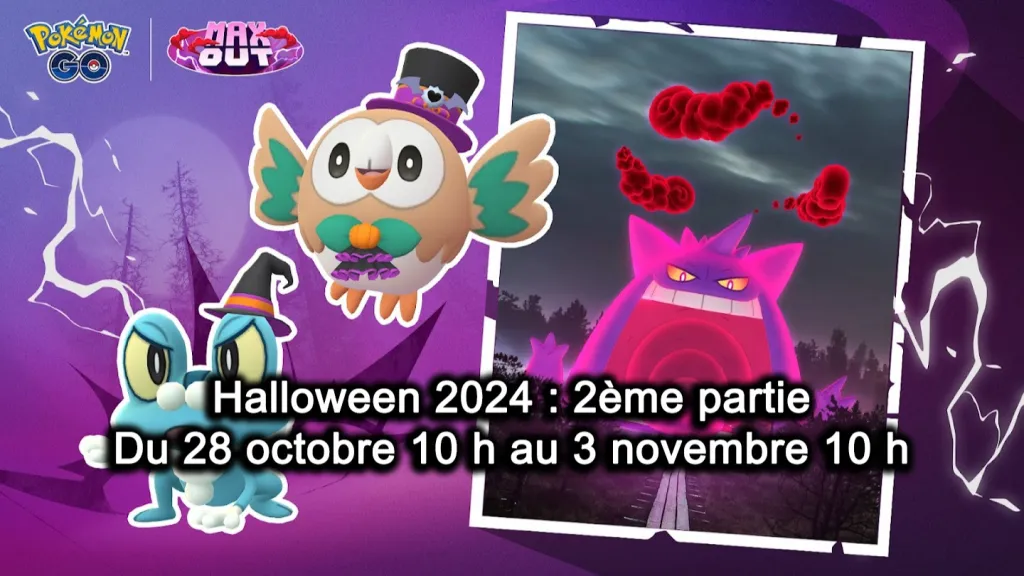 POKÉMON
GO
MAX
OUT
Halloween 2024 : 2ème partie
Du 28 octobre 10 h au 3 novembre 10 h